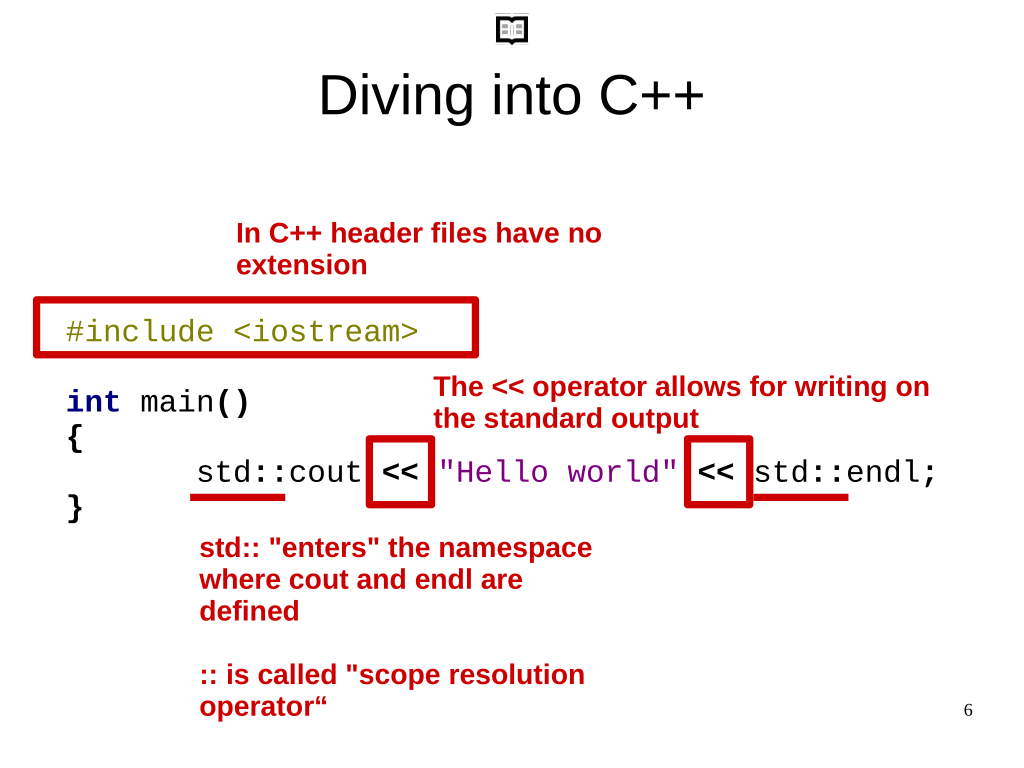 Diving into C++
In C++ header files have no
extension
#include <iostream>
The << operator allows for writing on
the standard output
int main()
{
std::cout << "Hello world" << std::endl;
}
std:: "enters" the namespace
where cout and endl are
defined
:: is called "scope resolution
operator“
6